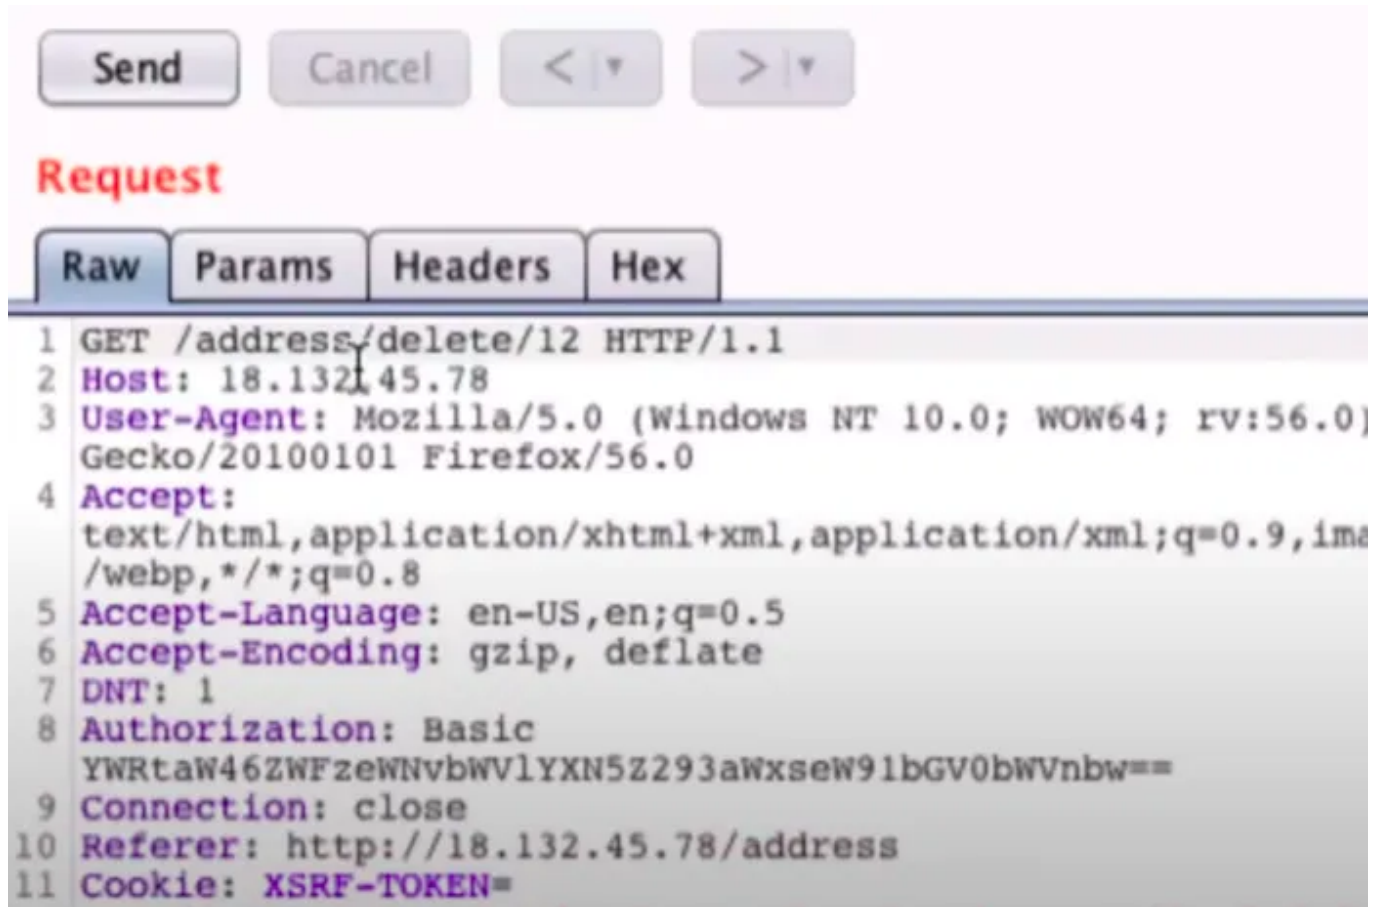 Send Cancel < >
Request
Raw Params Headers Hex
1 GET /address/delete/12 HTTP/1.1
2 Host: 18.132.45.78
3 User-Agent: Mozilla/5.0 (Windows NT 10.0; WOW64; rv:56.0)
Gecko/20100101 Firefox/56.0
4 Accept:
text/html,application/xhtml+xml,application/xml;q=0.9,ima
/webp,*/*;q=0.8
5 Accept-Language: en-US,en;q=0.5
6 Accept-Encoding: gzip, deflate
7 DNT: 1
8 Authorization: Basic
YWRtaW46ZWFzeWNvbWVlYXN5Z293aWxseW91bGV0bWVnbw==
9 Connection: close
10 Referer: http://18.132.45.78/address
11 Cookie: XSRF-TOKEN=